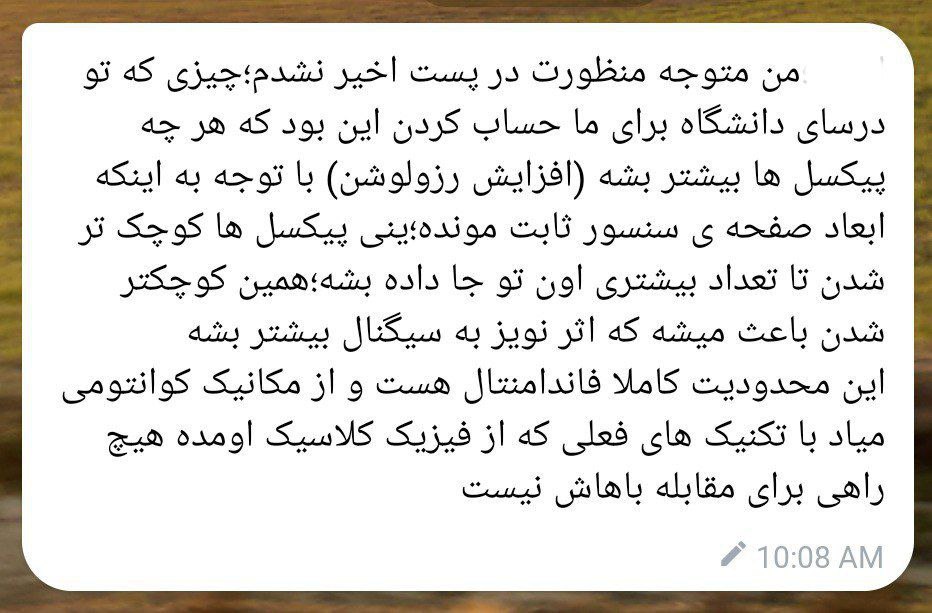 ؛من متوجه منظورت در پست اخیر نشدم؛چیزی که تو
درسای دانشگاه برای ما حساب کردن این بود که هر چه
پیکسل ها بیشتر بشه (افزایش رزولوشن) با توجه به اینکه
ابعاد صفحه ی سنسور ثابت مونده؛ینی پیکسل ها کوچک تر
شدن تا تعداد بیشتری اون تو جا داده بشه؛همین کوچکتر
شدن باعث میشه که اثر نویز به سیگنال بیشتر بشه
این محدودیت کاملا فاندامنتال هست و از مکانیک کوانتومی
میاد با تکنیک های فعلی که از فیزیک کلاسیک اومده هیچ
راهی برای مقابله باهاش نیست
10:08 AM